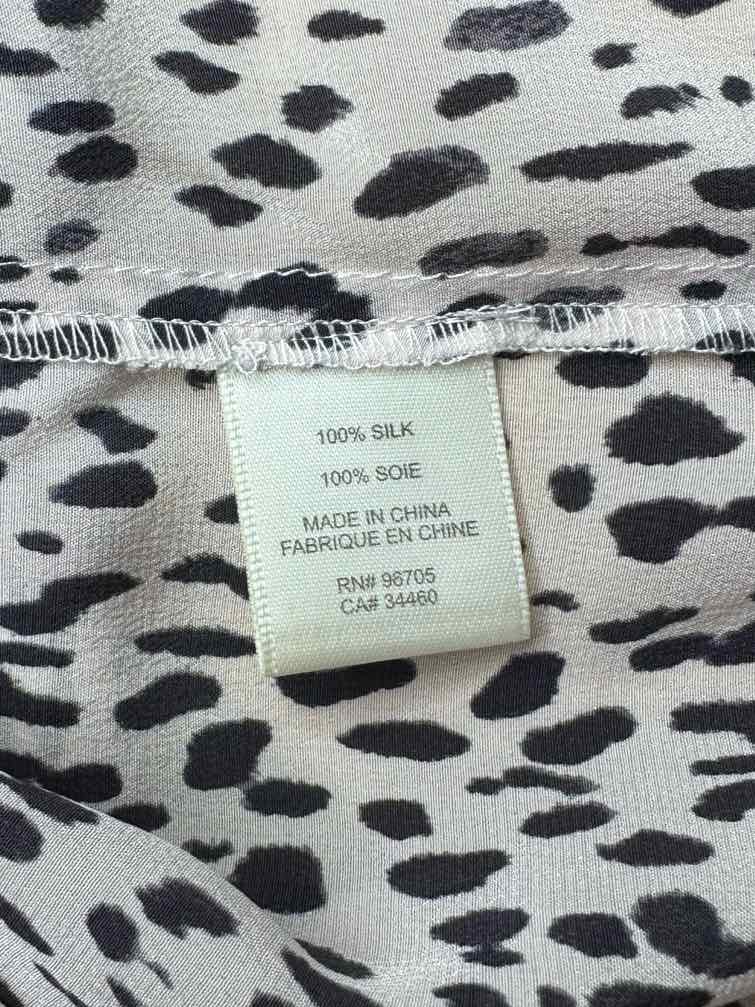 100% SILK
100% SOIE
MADE IN CHINA
FABRIQUE EN CHINE
RN# 96705
CA# 34460